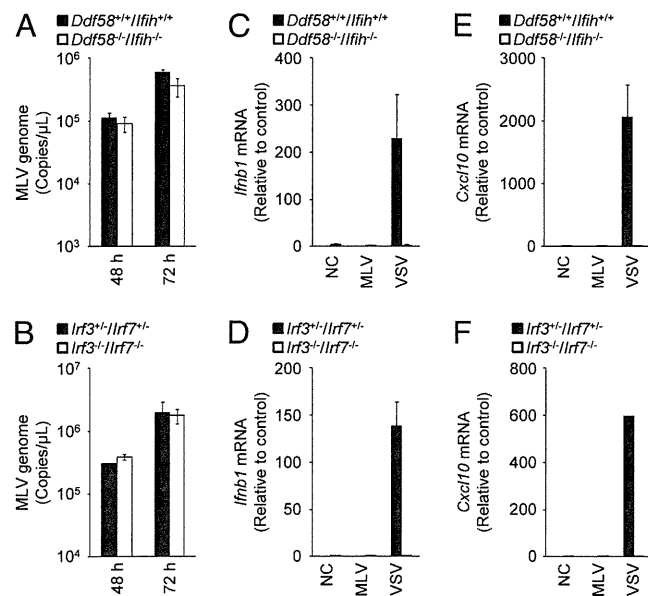 A
Ddf58+/+/Ifih+/+
Ddf58-/-/Ifih-/-
MLV genome
(Copies/µL)
10^6
10^5
10^4
10^3
48 h
72 h
C
Ddf58+/+/Ifih+/+
Ddf58-/-/Ifih-/-
Ifnb1 mRNA
(Relative to control)
400
300
200
100
0
NC
MLV
VSV
E
Ddf58+/+/Ifih+/+
Ddf58-/-/Ifih-/-
Cxcl10 mRNA
(Relative to control)
3000
2000
1000
0
NC
MLV
VSV
B
Irf3+/-/Irf7+/-
Irf3-/-/Irf7-/-
MLV genome
(Copies/µL)
10^7
10^6
10^5
10^4
48 h
72 h
D
Irf3+/-/Irf7+/-
Irf3-/-/Irf7-/-
Ifnb1 mRNA
(Relative to control)
200
150
100
50
0
NC
MLV
VSV
F
Irf3+/-/Irf7+/-
Irf3-/-/Irf7-/-
Cxcl10 mRNA
(Relative to control)
800
600
400
200
0
NC
MLV
VSV